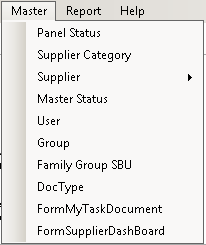 Master Report Help
Panel Status
Supplier Category
Supplier
Master Status
User
Group
Family Group SBU
DocType
FormMyTaskDocument
FormSupplierDashBoard